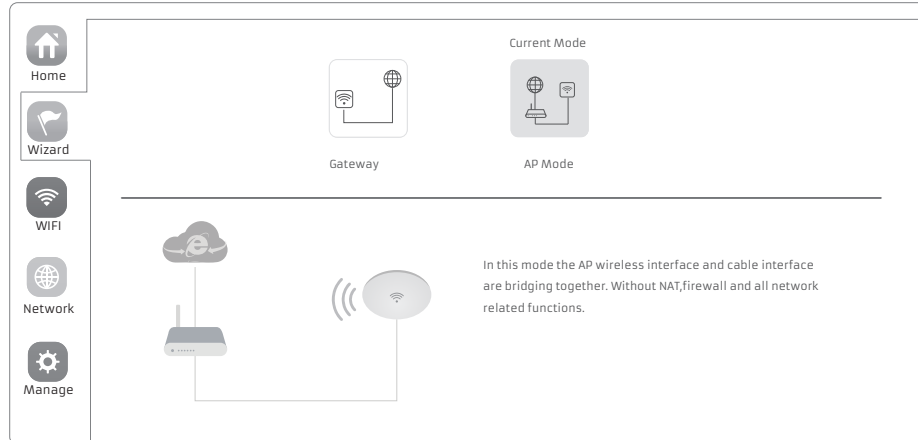 Home
Wizard
WIFI
Network
Manage
Current Mode
Gateway
AP Mode
In this mode the AP wireless interface and cable interface
are bridging together. Without NAT,firewall and all network
related functions.